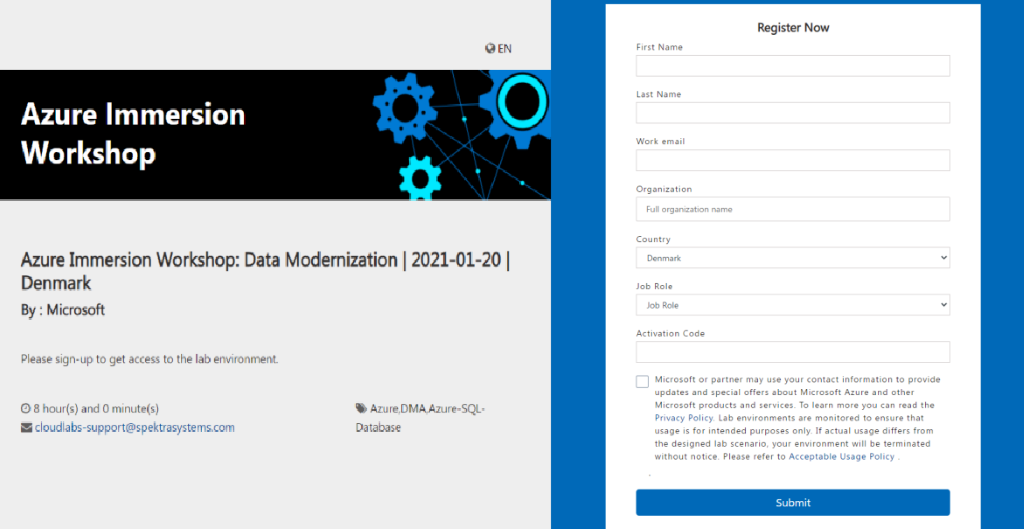 EN
Azure Immersion
Workshop
Azure Immersion Workshop: Data Modernization | 2021-01-20 |
Denmark
By : Microsoft
Please sign-up to get access to the lab environment.
8 hour(s) and 0 minute(s)
cloudlabs-support@spektrasystems.com
Azure,DMA,Azure-SQL-
Database
Register Now
First Name
Last Name
Work email
Organization
Full organization name
Country
Denmark
Job Role
Job Role
Activation Code
Microsoft or partner may use your contact information to provide
updates and special offers about Microsoft Azure and other
Microsoft products and services. To learn more you can read the
Privacy Policy. Lab environments are monitored to ensure that
usage is for intended purposes only. If actual usage differs from
the designed lab scenario, your environment will be terminated
without notice. Please refer to Acceptable Usage Policy .
.
Submit